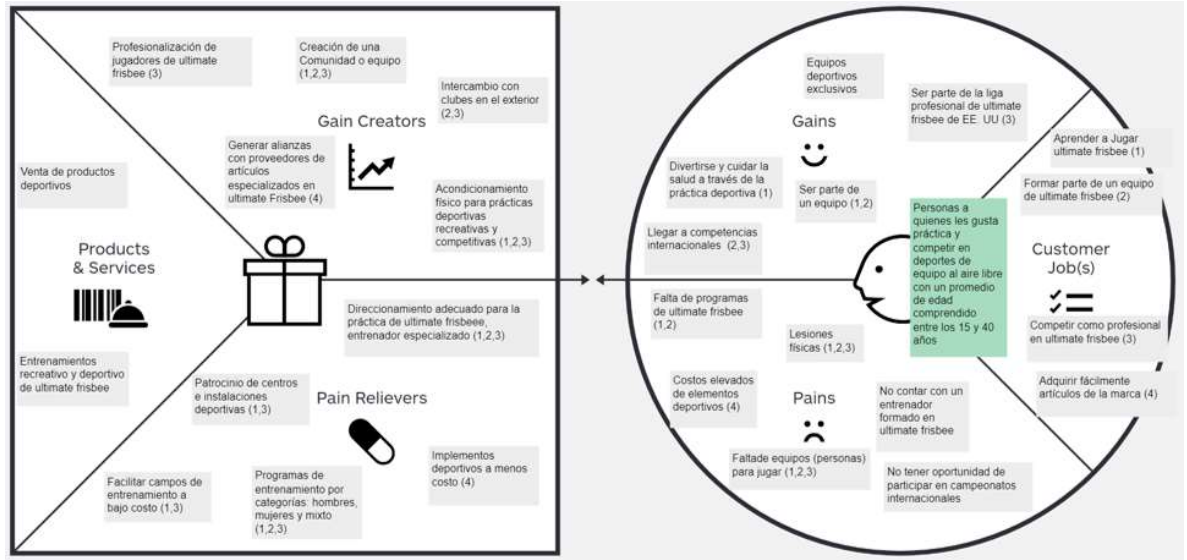 Profesionalización de
jugadores de ultimate
frisbee (3)
Creación de una
Comunidad o equipo
(1,2,3)
Intercambio con
clubes en el exterior
(2,3)
Gain Creators
Generar alianzas
con proveedores de
artículos
especializados en
ultimate Frisbee (4)
Acondicionamiento
físico para prácticas
deportivas
recreativas y
competitivas (1,2,3)
Venta de productos
deportivos
Products
& Services
Entrenamientos
recreativo y deportivo
de ultimate frisbee
Direccionamiento adecuado para la
práctica de ultimate frisbeee,
entrenador especializado (1,2,3)
Patrocinio de centros
e instalaciones
deportivas (1,3)
Pain Relievers
Implementos
deportivos a menos
costo (4)
Facilitar campos de
entrenamiento a
bajo costo (1,3)
Programas de
entrenamiento por
categorías: hombres,
mujeres y mixto
(1,2,3)
Equipos
deportivos
exclusivos
Ser parte de la liga
profesional de ultimate
frisbee de EE. UU (3)
Gains
Divertirse y cuidar la
salud a través de la
práctica deportiva (1)
Ser parte de
un equipo (1,2)
Llegar a competencias
internacionales (2,3)
Aprender a Jugar
ultimate frisbee (1)
Formar parte de un equipo
de ultimate frisbee (2)
Personas a
quienes les gusta
práctica y
competir en
deportes de
equipo al aire libre
con un promedio
de edad
comprendido
entre los 15 y 40
años
Customer
Job(s)
Competir como profesional
en ultimate frisbee (3)
Adquirir fácilmente
artículos de la marca (4)
Falta de programas
de ultimate frisbee
(1,2)
Lesiones
físicas (1,2,3)
Costos elevados
de elementos
deportivos (4)
Pains
No contar con un
entrenador
formado en
ultimate frisbee
Faltade equipos (personas)
para jugar (1,2,3)
No tener oportunidad de
participar en campeonatos
internacionales